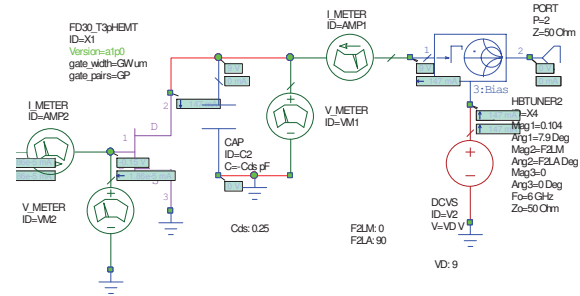 FD30_T3pHEMT
ID=X1
Version=a1p0
gate_width=GW um
gate_pairs=GP
I_METER
ID=AMP1
PORT
P=2
Z=50 Ohm
1
2
3:Bias
2
D
1
3
I_METER
ID=AMP2
V_METER
ID=VM1
CAP
ID=C2
C=-Cds pF
HBTUNER2
ID=X4
Mag1=0.104
Ang1=7.9 Deg
Mag2=F2LM
Ang2=F2LA Deg
Mag3=0
Ang3=0 Deg
Fo=6 GHz
Zo=50 Ohm
V_METER
ID=VM2
DCVS
ID=V2
V=VD V
Cds: 0.25
F2LM: 0
F2LA: 90
VD: 9